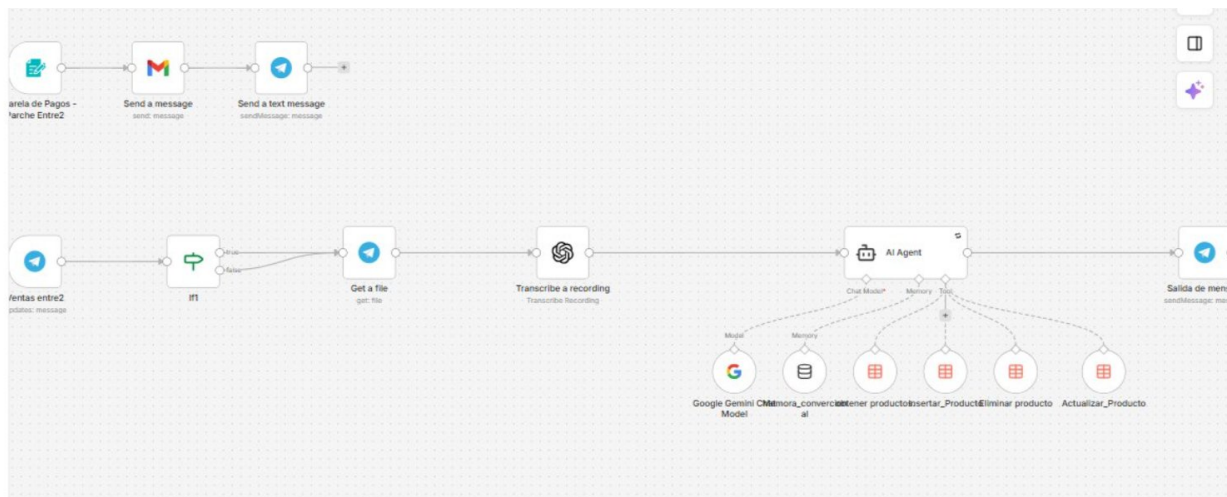 arela de Pagos -
Parche Entre2
Send a message
send: message
Send a text message
sendMessage: message
Ventas entre2
pdates: message
If1
true
false
Get a file
get: file
Transcribe a recording
Transcribe Recording
AI Agent
Chat Model*
Memory
Tool
Salida de mens
sendMessage: mes
Model
Memory
Google Gemini Chat
Model
Memora_conversacion
al
obtener productos
Insertar_Producto
Eliminar producto
Actualizar_Producto